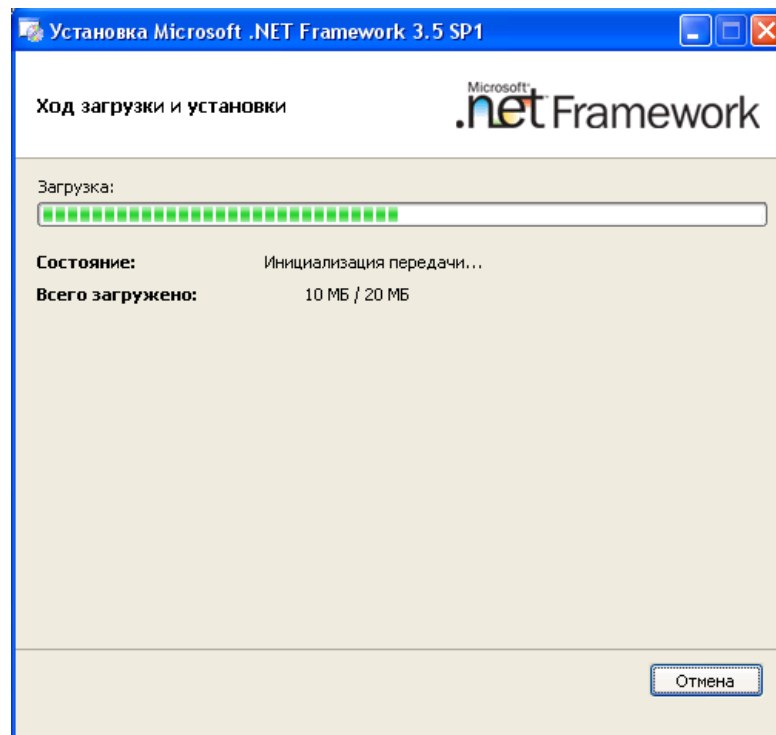 Установка Microsoft .NET Framework 3.5 SP1
Ход загрузки и установки
Microsoft
.net Framework
Загрузка:
Состояние: Инициализация передачи...
Всего загружено: 10 МБ / 20 МБ
Отмена